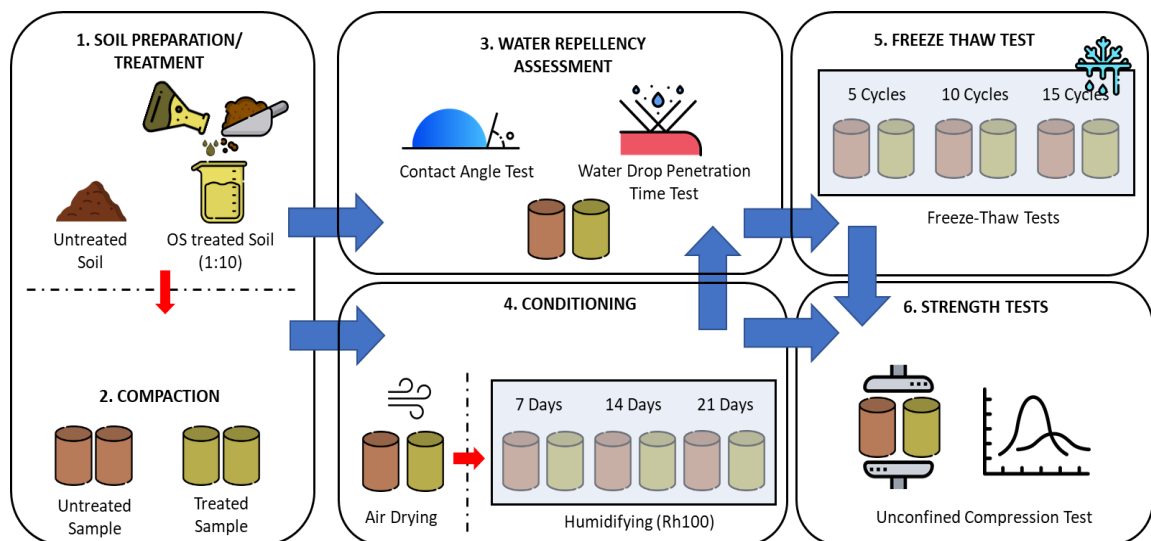 1. SOIL PREPARATION/
TREATMENT
Untreated
Soil
OS treated Soil
(1:10)
2. COMPACTION
Untreated
Sample
Treated
Sample
3. WATER REPELLENCY
ASSESSMENT
Contact Angle Test
Water Drop Penetration
Time Test
4. CONDITIONING
Air Drying
7 Days
14 Days
21 Days
Humidifying (Rh100)
5. FREEZE THAW TEST
5 Cycles
10 Cycles
15 Cycles
Freeze-Thaw Tests
6. STRENGTH TESTS
Unconfined Compression Test